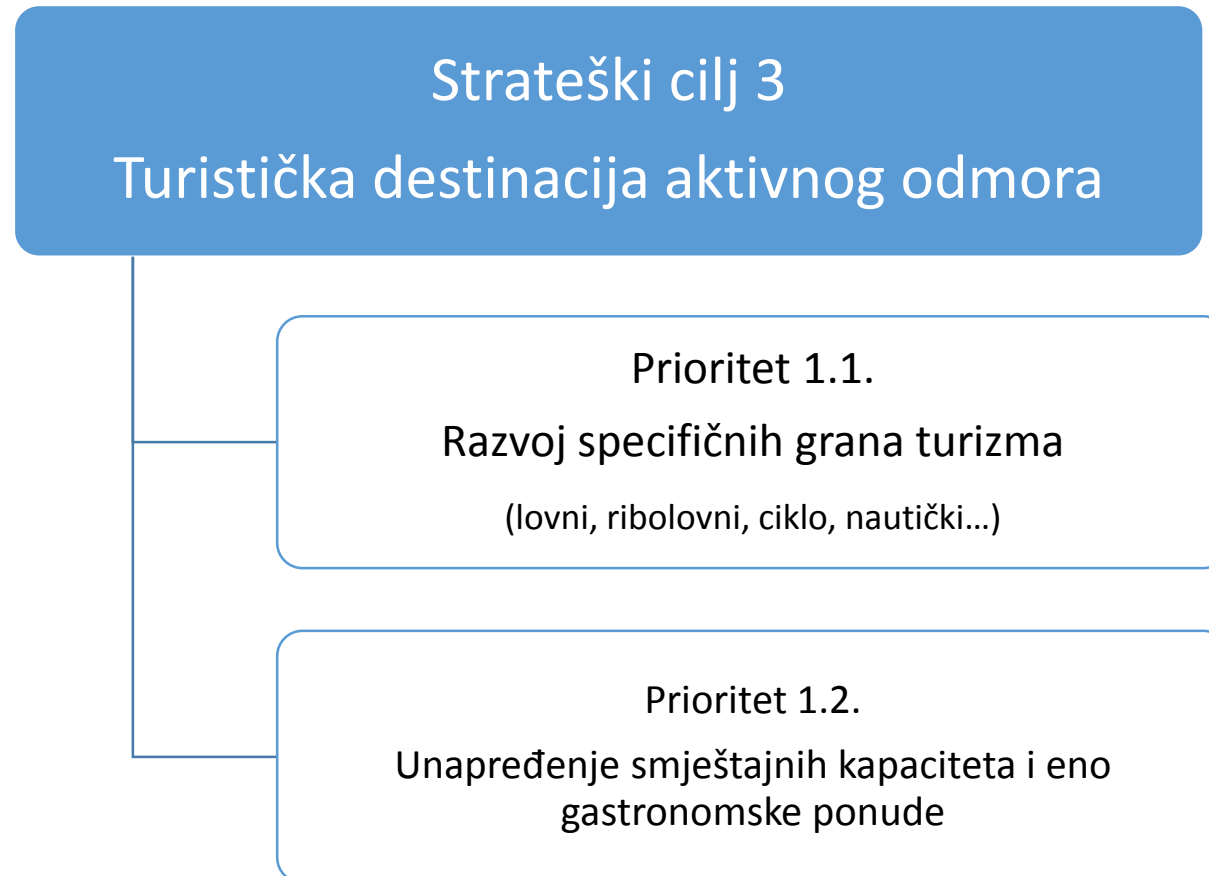 Strateški cilj 3
Turistička destinacija aktivnog odmora
Prioritet 1.1.
Razvoj specifičnih grana turizma
(lovni, ribolovni, ciklo, nautički…)
Prioritet 1.2.
Unapređenje smještajnih kapaciteta i eno
gastronomske ponude